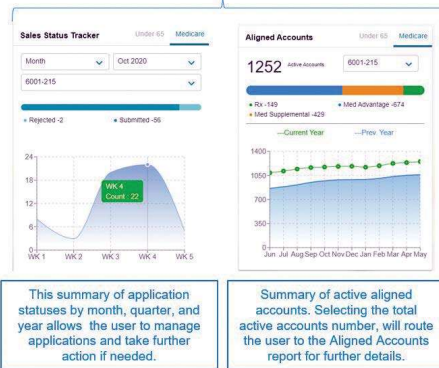 Sales Status Tracker
Under 65 Medicare
Month
Oct 2020
6001-215
Rejected -2
Submitted -56
24
18
12
6
0
WK 4
Count : 22
WK 1 WK 2 WK 3 WK 4 WK 5
This summary of application
statuses by month, quarter, and
year allows the user to manage
applications and take further
action if needed.
Aligned Accounts
Under 65 Medicare
1252 Active Accounts
6001-215
Rx -149
Med Advantage -674
Med Supplemental -429
Current Year
Prev. Year
1400
1050
700
350
0
Jun Jul Aug Sep Oct Nov Dec Jan Feb Mar Apr May
Summary of active aligned
accounts. Selecting the total
active accounts number, will route
the user to the Aligned Accounts
report for further details.